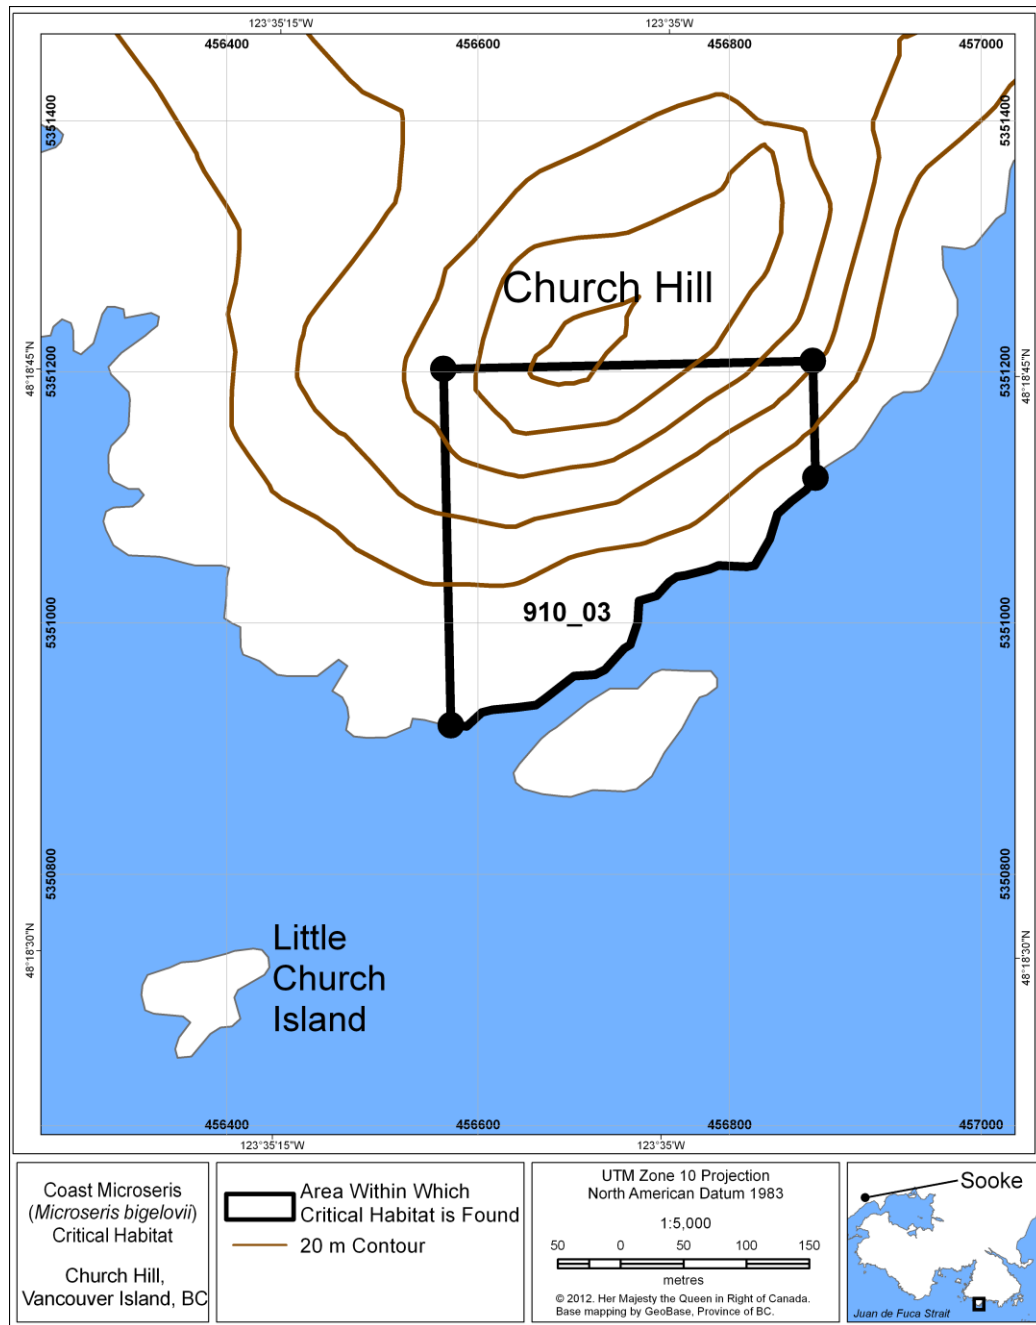 123°35'15"W
123°35'W
456400
456600
456800
457000
5351400
5351400
Church Hill
48°18'45"N
5351200
5351200
48°18'45"N
5351000
910_03
5351000
5350800
5350800
48°18'30"N
48°18'30"N
Little
Church
Island
456400
456600
456800
457000
123°35'15"W
123°35'W
Coast Microseris
(Microseris bigelovii)
Critical Habitat
Church Hill,
Vancouver Island, BC
Area Within Which
Critical Habitat is Found
20 m Contour
UTM Zone 10 Projection
North American Datum 1983
1:5,000
50 0 50 100 150
metres
© 2012. Her Majesty the Queen in Right of Canada.
Base mapping by GeoBase, Province of BC.
Sooke
Juan de Fuca Strait